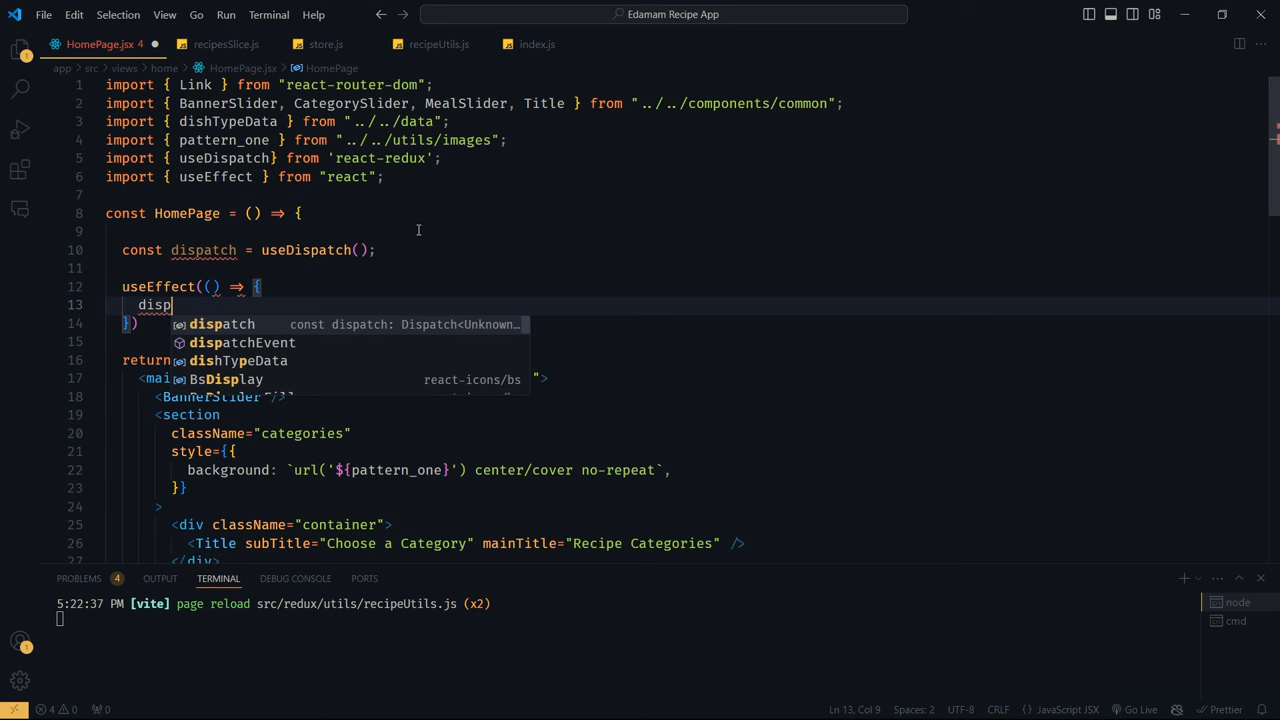 File Edit Selection View Go Run Terminal Help
Edamam Recipe App
HomePage.jsx 4
recipesSlice.js
store.js
recipeUtils.js
index.js
app > src > views > home > HomePage.jsx > HomePage
1 import { Link } from "react-router-dom";
2 import { BannerSlider, CategorySlider, MealSlider, Title } from "../../components/common";
3 import { dishTypeData } from "../../data";
4 import { pattern_one } from "../../utils/images";
5 import { useDispatch} from 'react-redux';
6 import { useEffect } from "react";
7
8 const HomePage = () => {
9
10 const dispatch = useDispatch();
11
12 useEffect(() => {
13 disp
dispatch const dispatch: Dispatch<Unknown…
14 })
dispatchEvent
15
dishTypeData
16 return
BsDisplay react-icons/bs
17 <mai ">
18 <BannerSlider />
19 <section
20 className="categories"
21 style={{
22 background: `url('${pattern_one}') center/cover no-repeat`,
23 }}
24 >
25 <div className="container">
26 <Title subTitle="Choose a Category" mainTitle="Recipe Categories" />
27 </div>
PROBLEMS 4 OUTPUT TERMINAL DEBUG CONSOLE PORTS
5:22:37 PM [vite] page reload src/redux/utils/recipeUtils.js (x2)
node
cmd
1
1
4 0 0
Ln 13, Col 9 Spaces: 2 UTF-8 CRLF {} JavaScript JSX Go Live Prettier